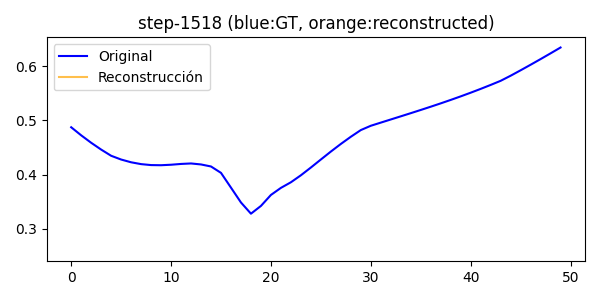 step-1518 (blue:GT, orange:reconstructed)
Original
Reconstrucción
0.6
0.5
0.4
0.3
0 10 20 30 40 50